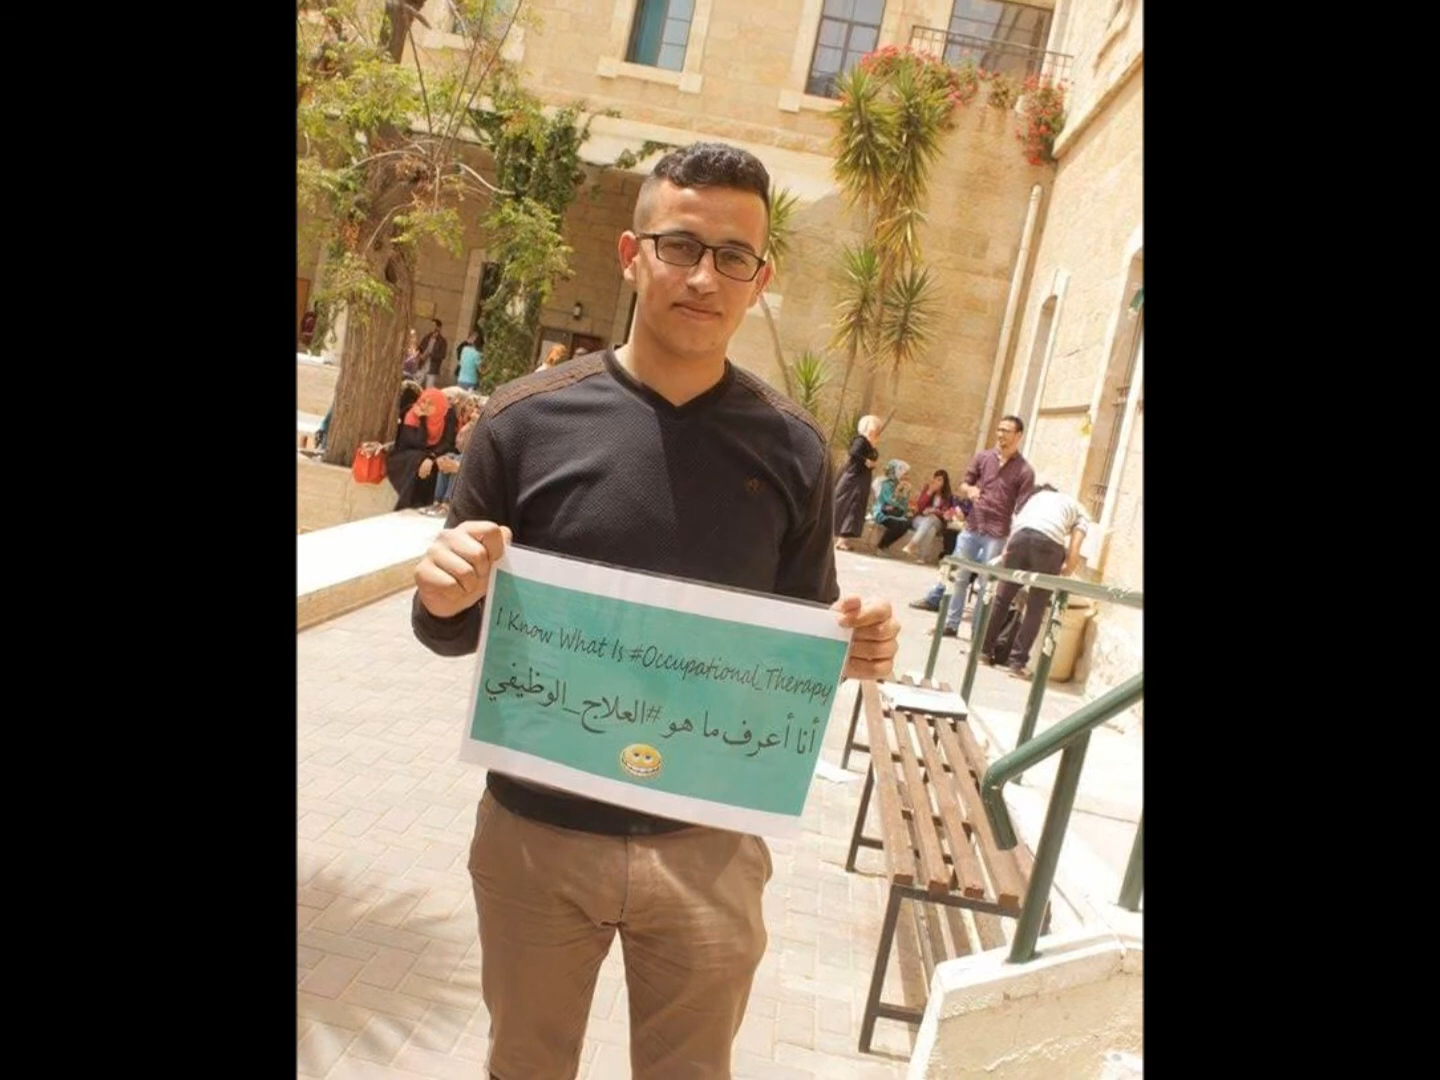 I Know What Is #Occupational_Therapy
أنا أعرف ما هو #العلاج_الوظيفي